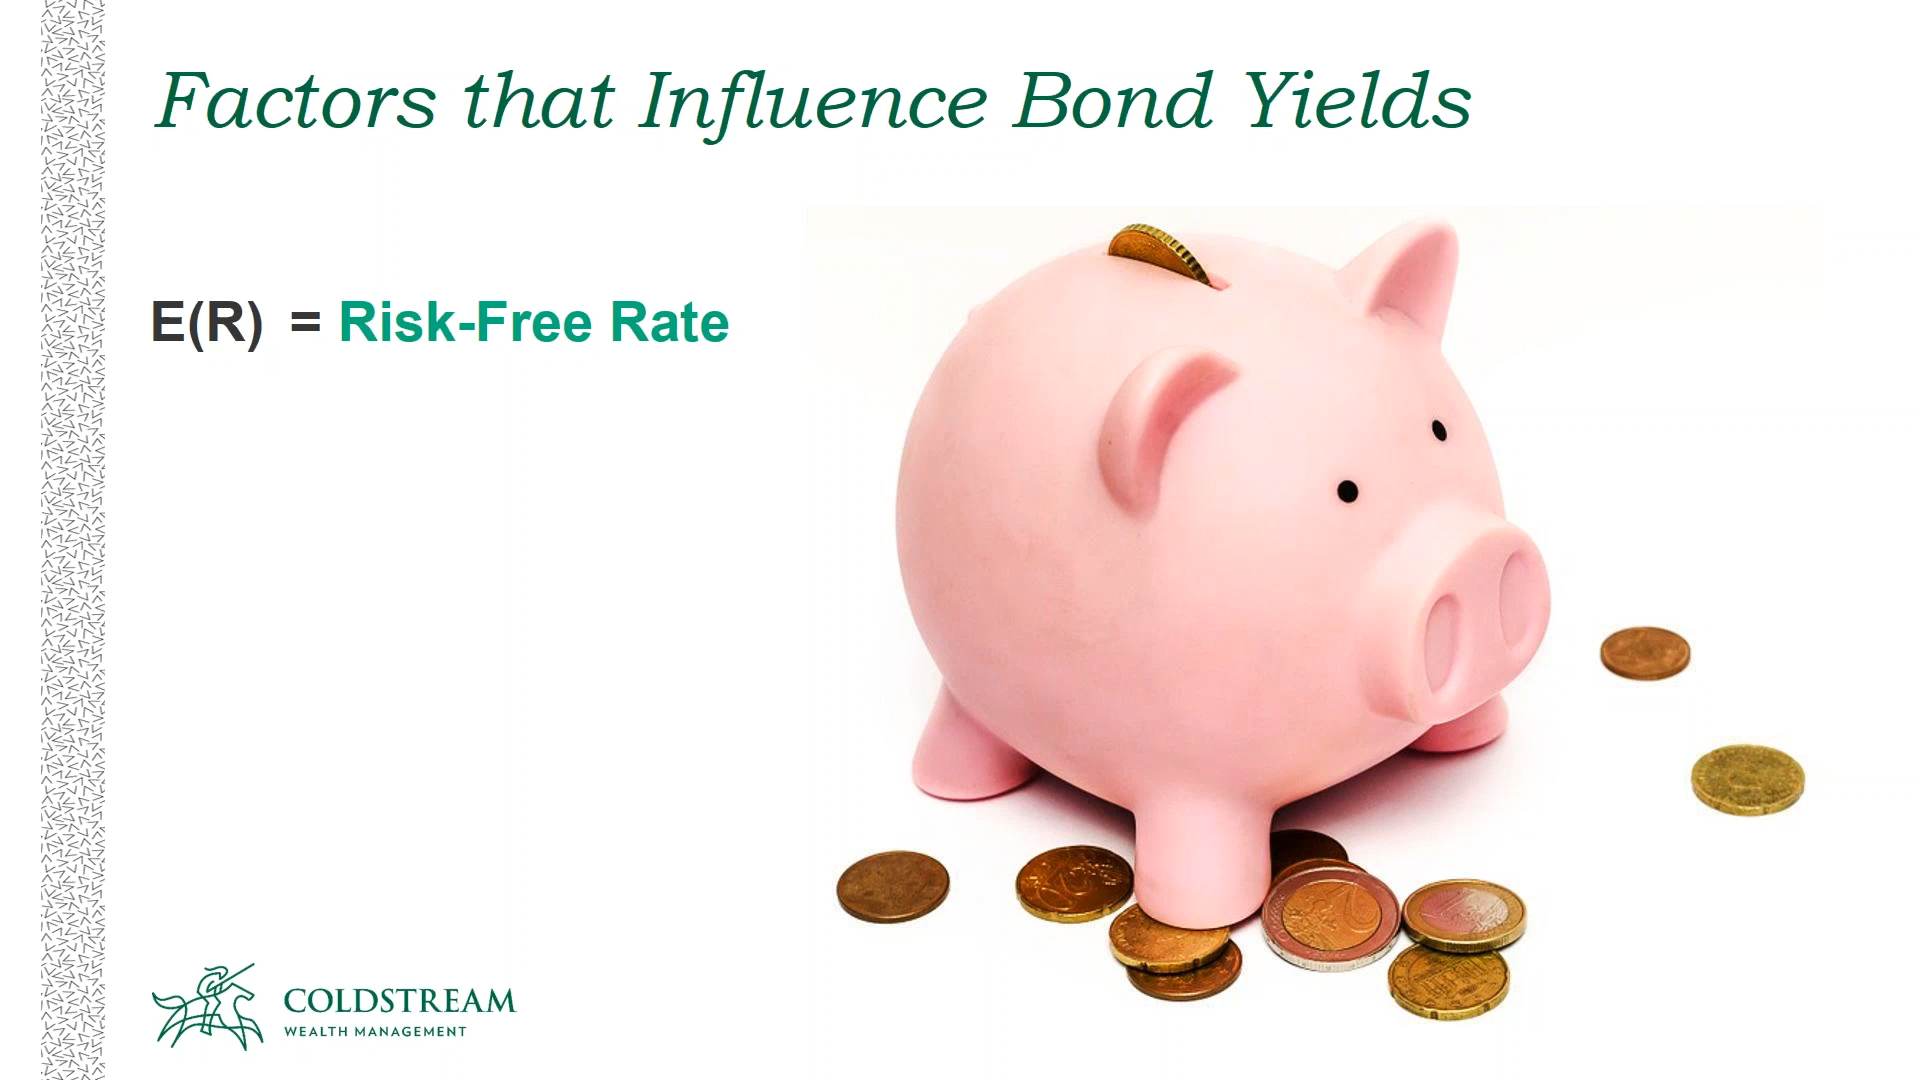 Factors that Influence Bond Yields
E(R) = Risk-Free Rate
COLDSTREAM
WEALTH MANAGEMENT